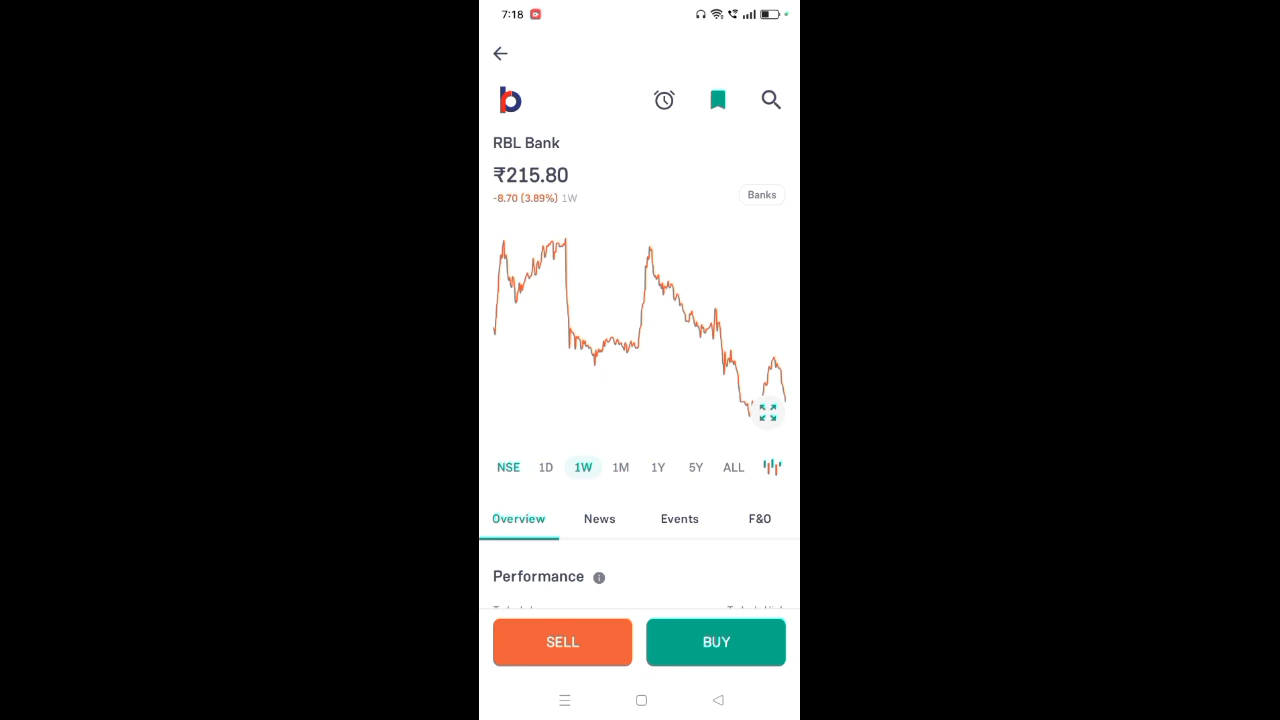 7:18
RBL Bank
₹215.80
-8.70 (3.89%) 1W
Banks
NSE 1D 1W 1M 1Y 5Y ALL
Overview News Events F&O
Performance
SELL BUY